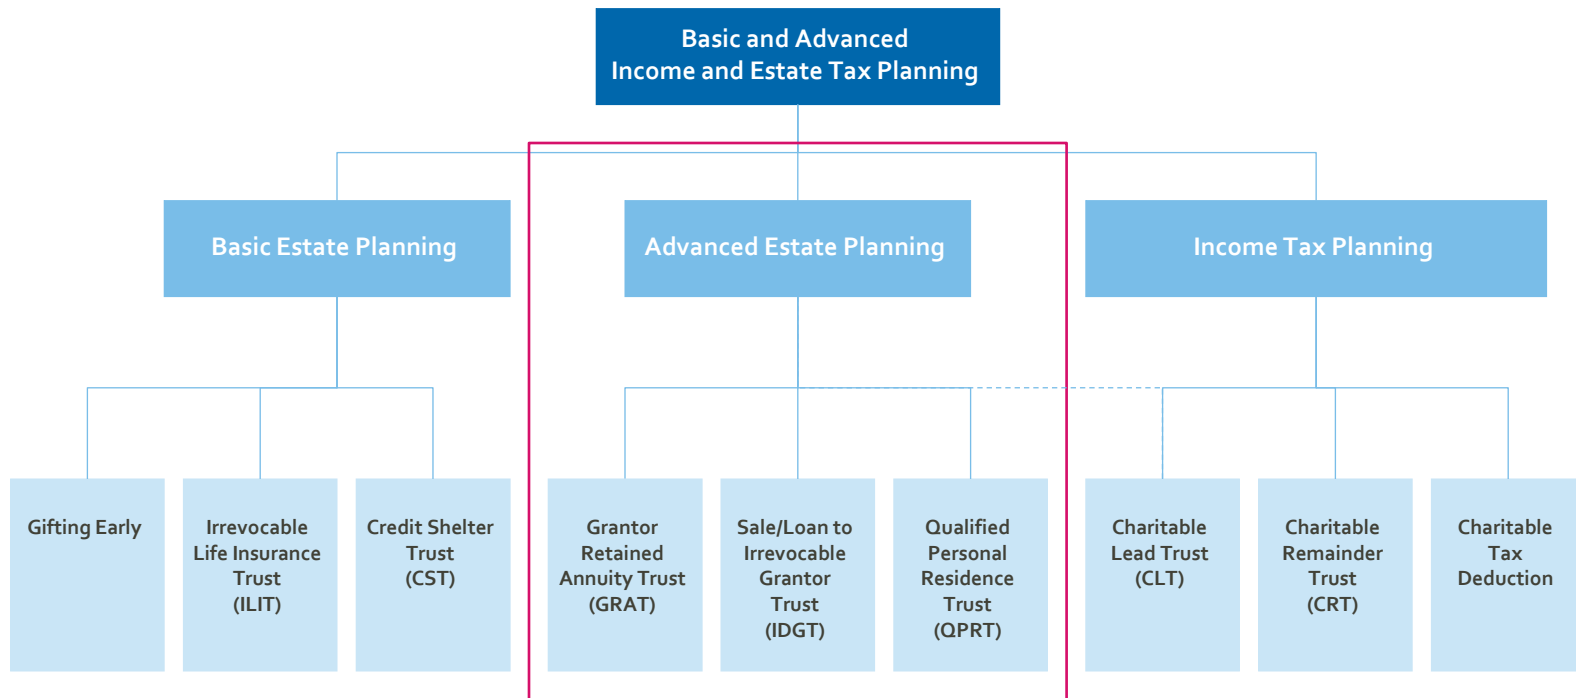 Basic and Advanced
Income and Estate Tax Planning
Basic Estate Planning
Advanced Estate Planning
Income Tax Planning
Gifting Early
Irrevocable
Life Insurance
Trust
(ILIT)
Credit Shelter
Trust
(CST)
Grantor
Retained
Annuity Trust
(GRAT)
Sale/Loan to
Irrevocable
Grantor
Trust
(IDGT)
Qualified
Personal
Residence
Trust
(QPRT)
Charitable
Lead Trust
(CLT)
Charitable
Remainder
Trust
(CRT)
Charitable
Tax
Deduction